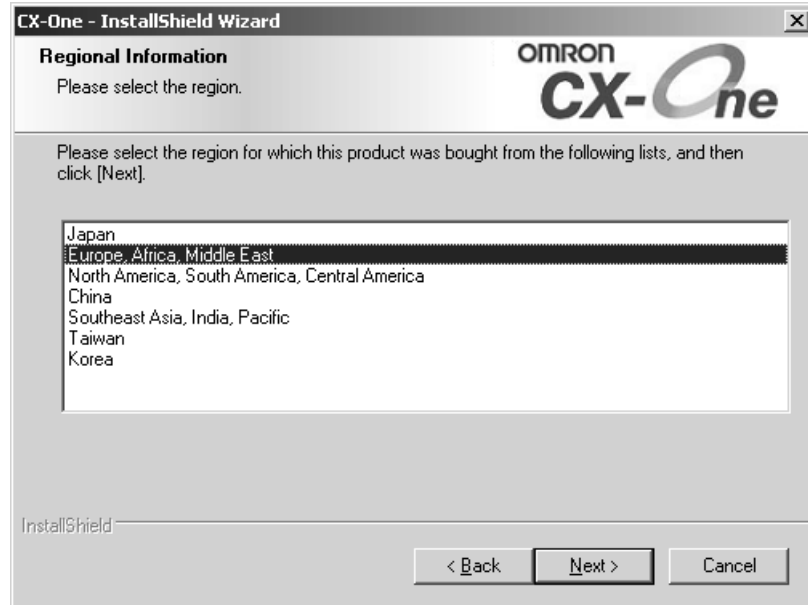 CX-One - InstallShield Wizard
Regional Information
Please select the region.
OMRON
CX-One
Please select the region for which this product was bought from the following lists, and then
click [Next].
Japan
Europe, Africa, Middle East
North America, South America, Central America
China
Southeast Asia, India, Pacific
Taiwan
Korea
InstallShield
< Back Next > Cancel